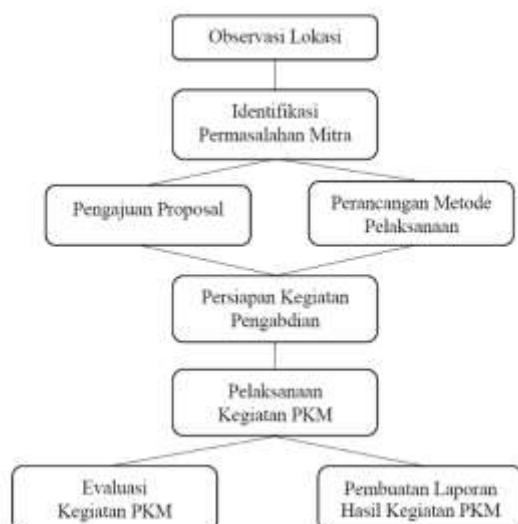 Observasi Lokasi
Identifikasi
Permasalahan Mitra
Pengajuan Proposal
Perancangan Metode
Pelaksanaan
Persiapan Kegiatan
Pengabdian
Pelaksanaan
Kegiatan PKM
Evaluasi
Kegiatan PKM
Pembuatan Laporan
Hasil Kegiatan PKM